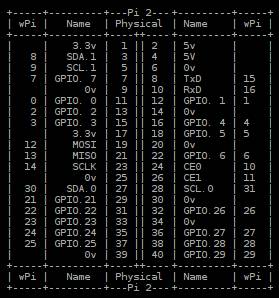 +-----+---------+---Pi 2---+---------+-----+
| wPi |   Name  | Physical |   Name  | wPi |
+-----+---------+----++----+---------+-----+
|     |    3.3v |  1 || 2  | 5v      |     |
|   8 |   SDA.1 |  3 || 4  | 5V      |     |
|   9 |   SCL.1 |  5 || 6  | 0v      |     |
|   7 | GPIO. 7 |  7 || 8  | TxD     | 15  |
|     |      0v |  9 || 10 | RxD     | 16  |
|   0 | GPIO. 0 | 11 || 12 | GPIO. 1 | 1   |
|   2 | GPIO. 2 | 13 || 14 | 0v      |     |
|   3 | GPIO. 3 | 15 || 16 | GPIO. 4 | 4   |
|     |    3.3v | 17 || 18 | GPIO. 5 | 5   |
|  12 |    MOSI | 19 || 20 | 0v      |     |
|  13 |    MISO | 21 || 22 | GPIO. 6 | 6   |
|  14 |    SCLK | 23 || 24 | CE0     | 10  |
|     |      0v | 25 || 26 | CE1     | 11  |
|  30 |   SDA.0 | 27 || 28 | SCL.0   | 31  |
|  21 | GPIO.21 | 29 || 30 | 0v      |     |
|  22 | GPIO.22 | 31 || 32 | GPIO.26 | 26  |
|  23 | GPIO.23 | 33 || 34 | 0v      |     |
|  24 | GPIO.24 | 35 || 36 | GPIO.27 | 27  |
|  25 | GPIO.25 | 37 || 38 | GPIO.28 | 28  |
|     |      0v | 39 || 40 | GPIO.29 | 29  |
+-----+---------+----++----+---------+-----+
| wPi |   Name  | Physical |   Name  | wPi |
+-----+---------+---Pi 2---+---------+-----+